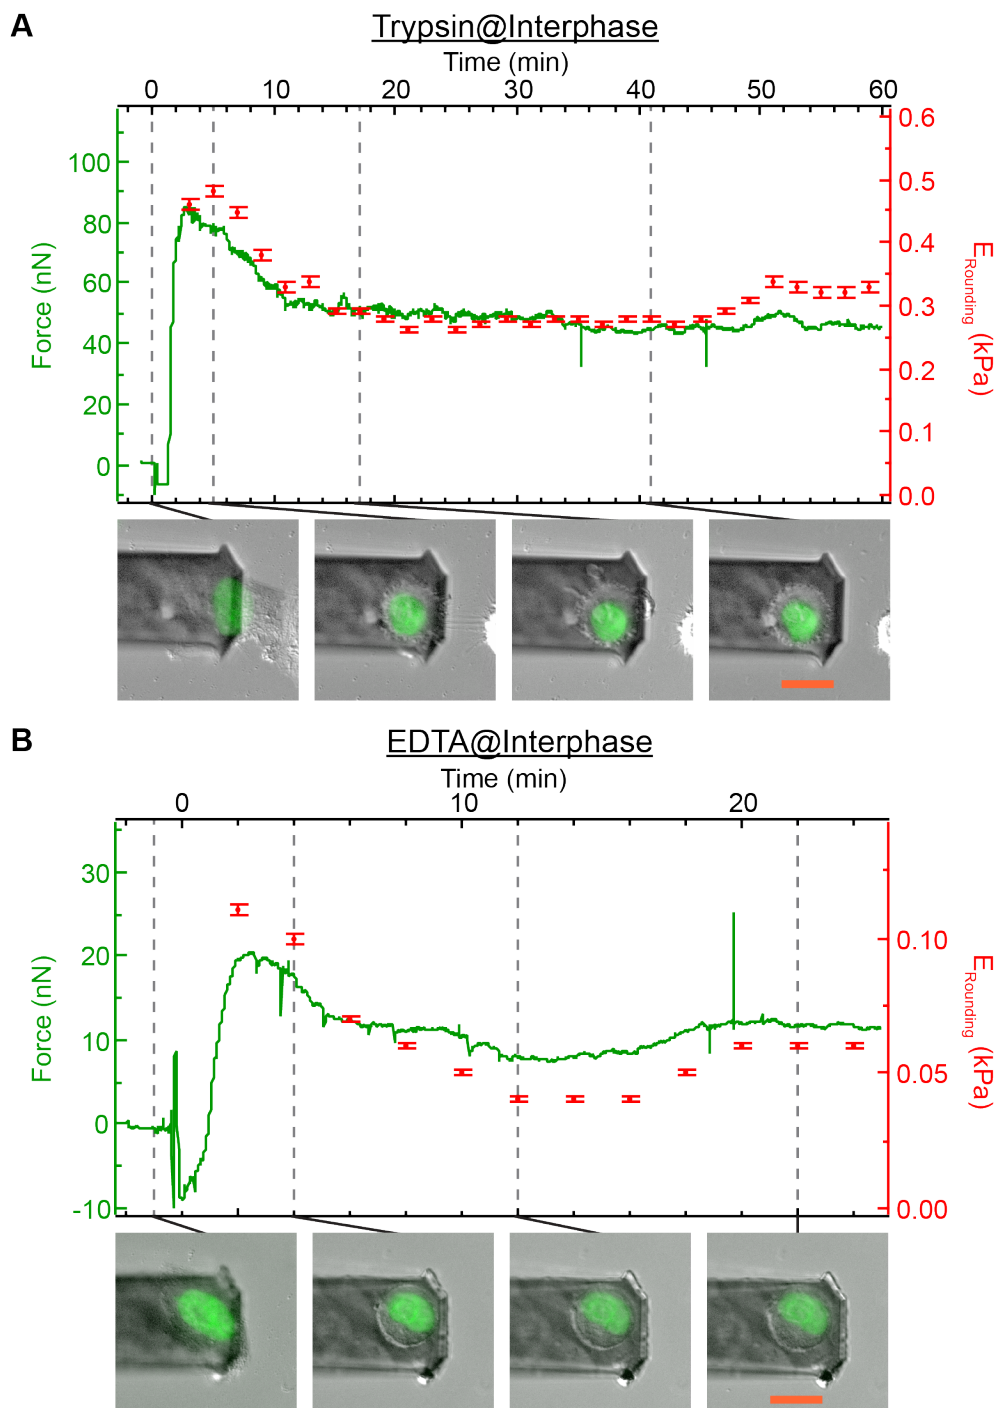 A
Trypsin@Interphase
Time (min)
0 10 20 30 40 50 60
Force (nN)
100
80
60
40
20
0
0.6
0.5
0.4
0.3
0.2
0.1
0.0
E Rounding (kPa)
B
EDTA@Interphase
Time (min)
0 10 20
Force (nN)
30
20
10
0
-10
0.10
0.05
0.00
E Rounding (kPa)